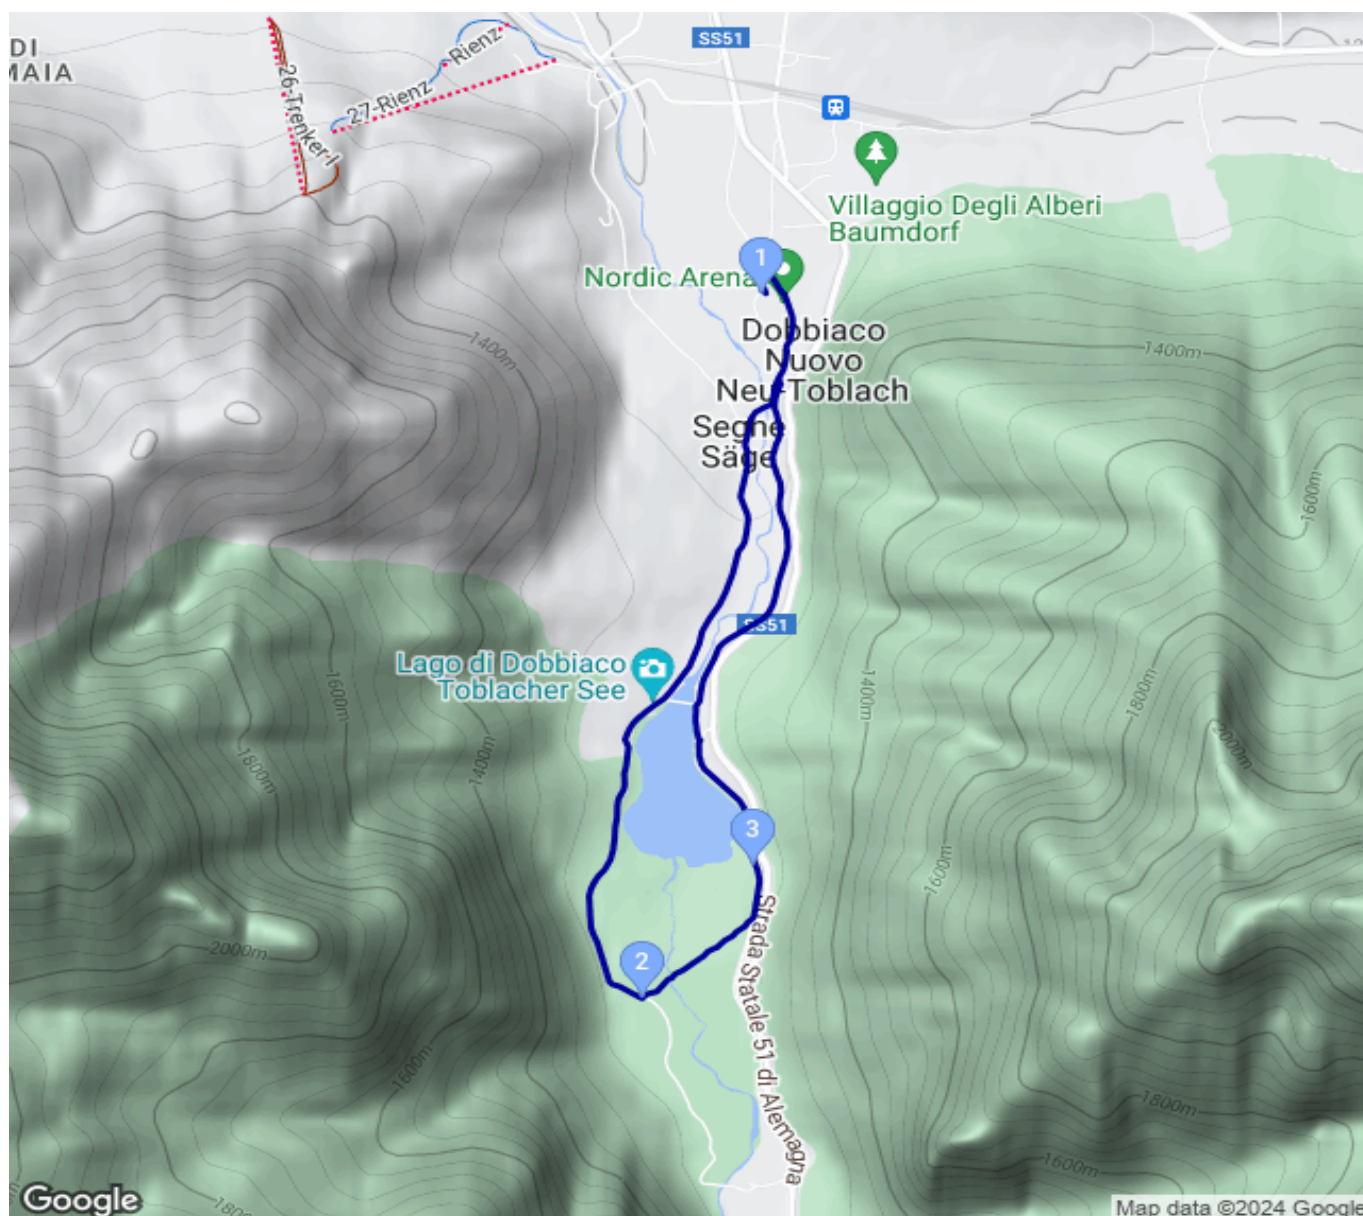 DI
MAIA
SS51
Rienz
27-Rienz
26-Trenker-I
Villaggio Degli Alberi
Baumdorf
1
Nordic Arena
Dobbiaco
Nuovo
Neu-Toblach
Segne
Säge
1400m
1400m
1600m
SS51
Lago di Dobbiaco
Toblacher See
1600m
1800m
1400m
1400m
1800m
2000m
3
1600m
2
2000m
Strada Statale 51 di Alemagna
1600m
1800m
1600m
1800m
Google
Map data ©2024 Google